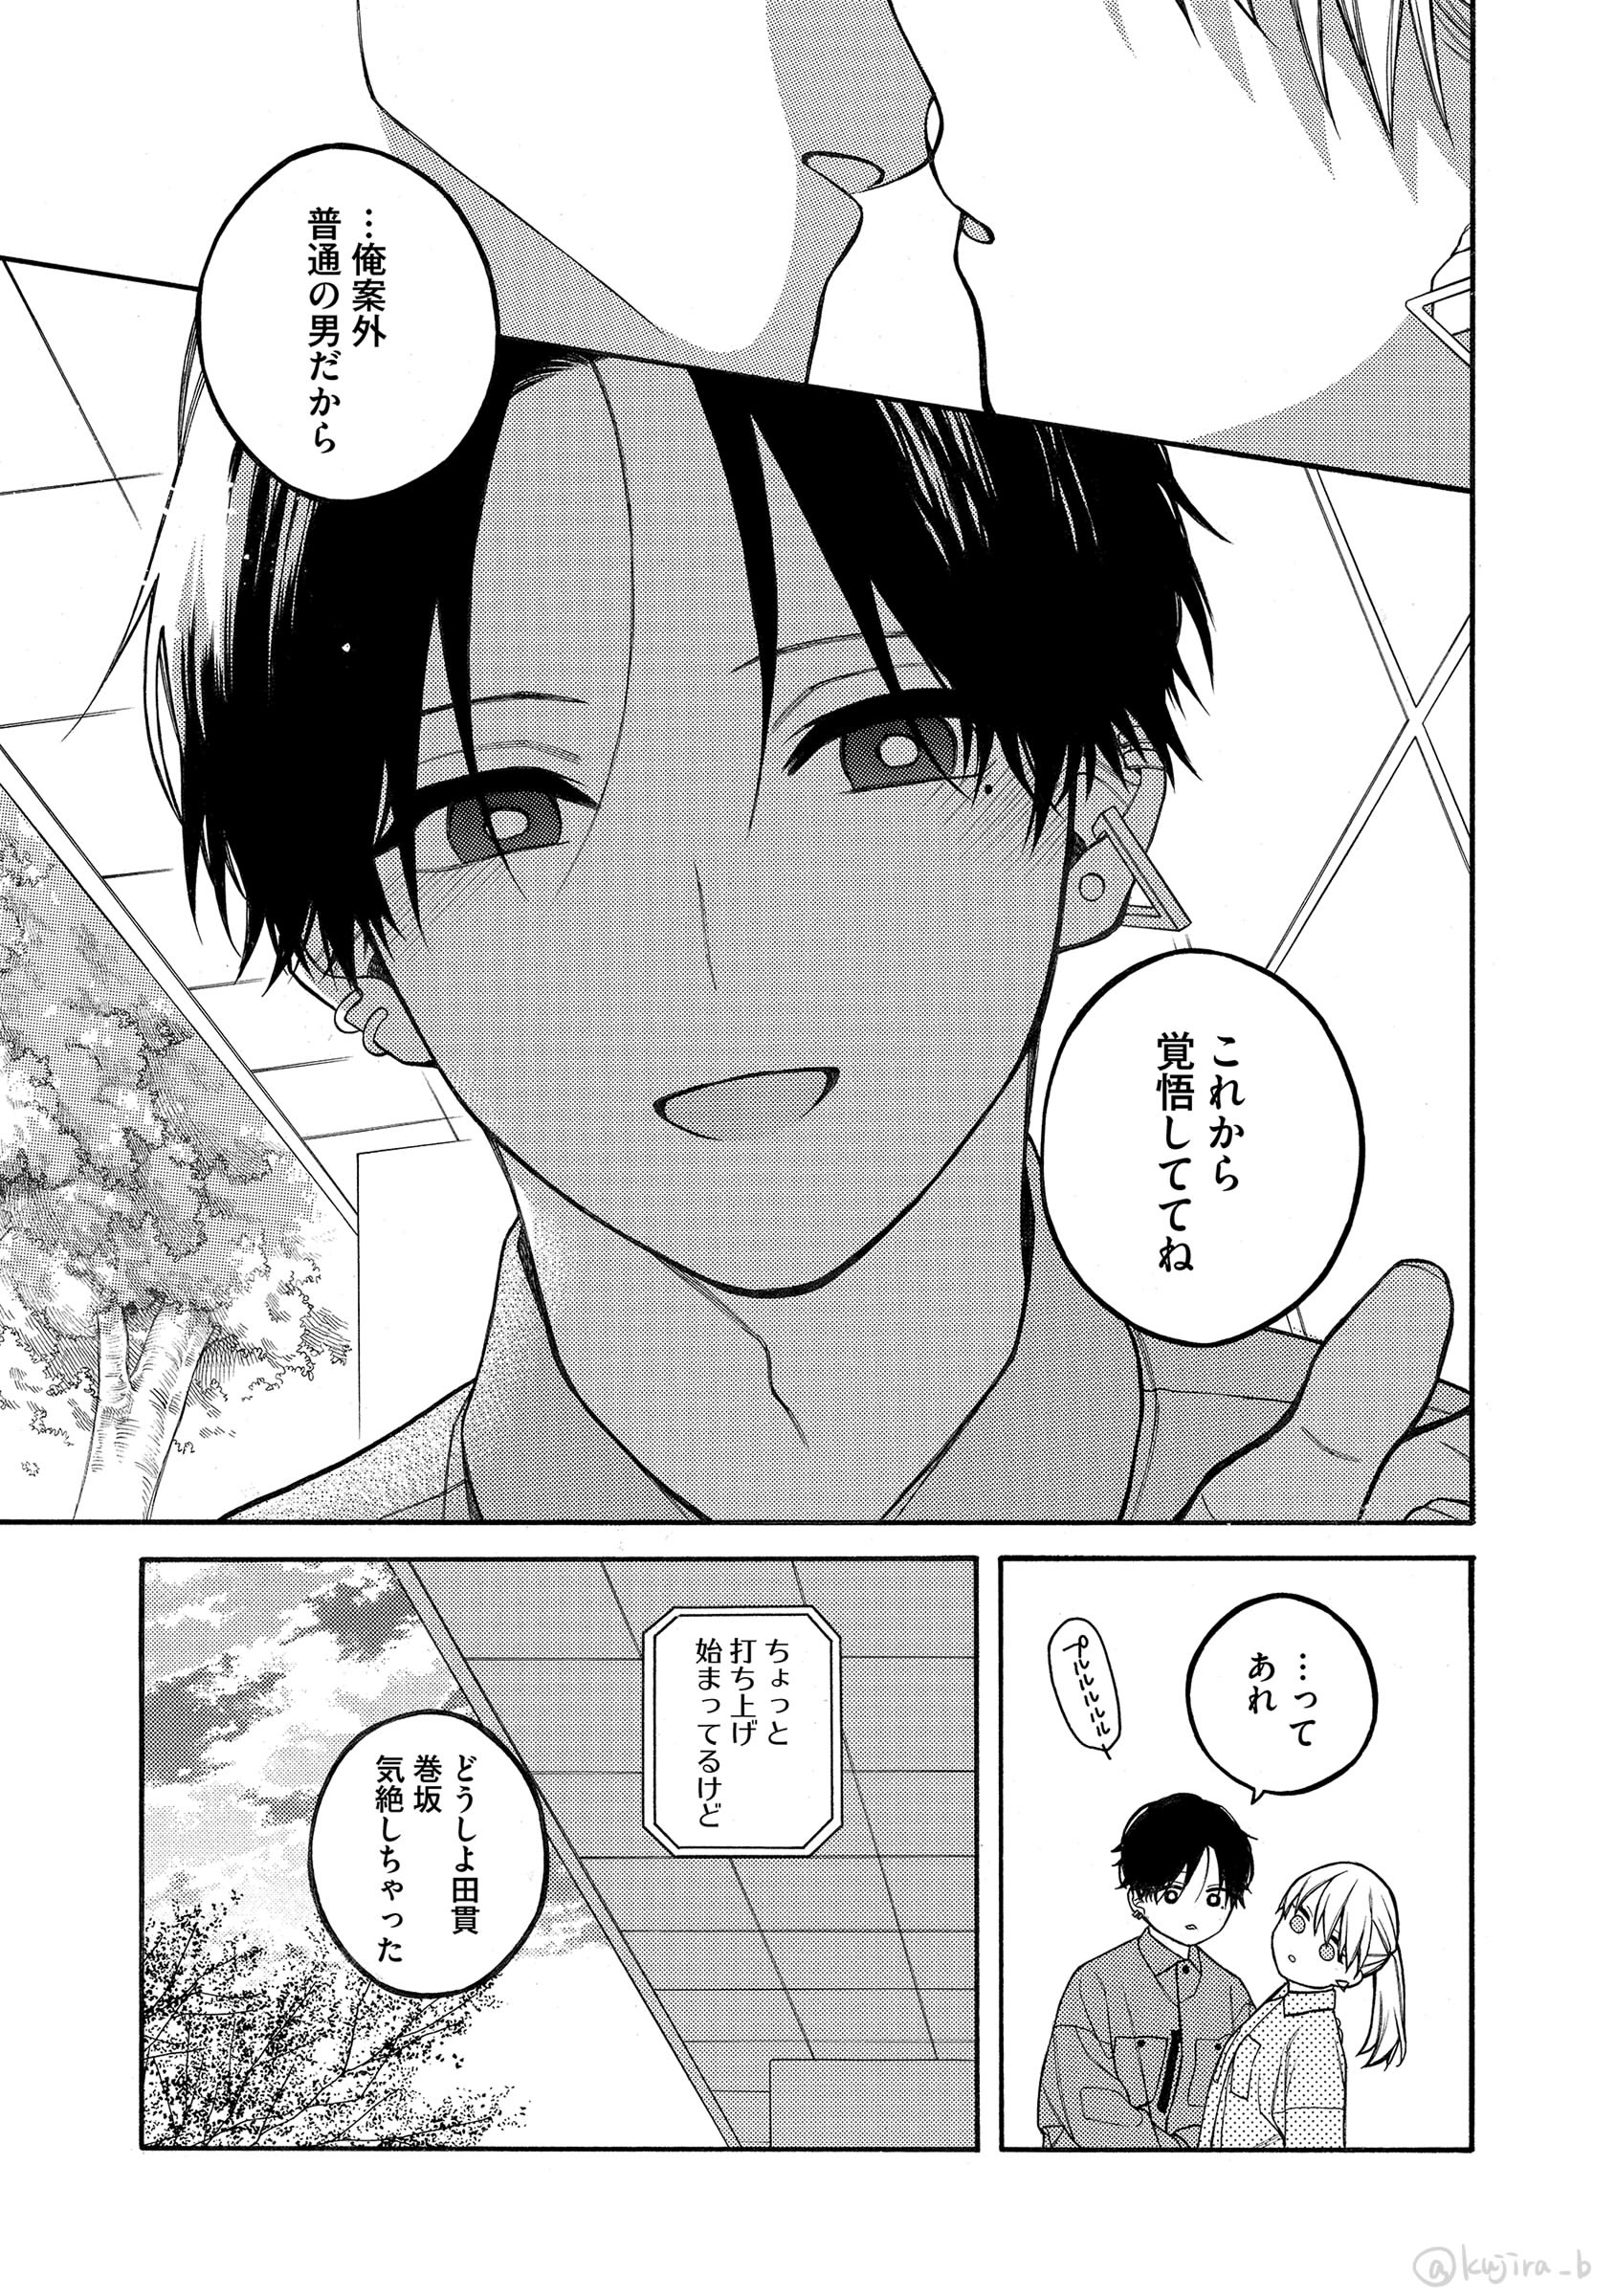 …俺案外
普通の男だから
これから
覚悟しててね
…って
あれ
プルルルルル
ちょっと
打ち上げ
始まってるけど
どうしよ田貫
巻坂
気絶しちゃった
@kujira_b